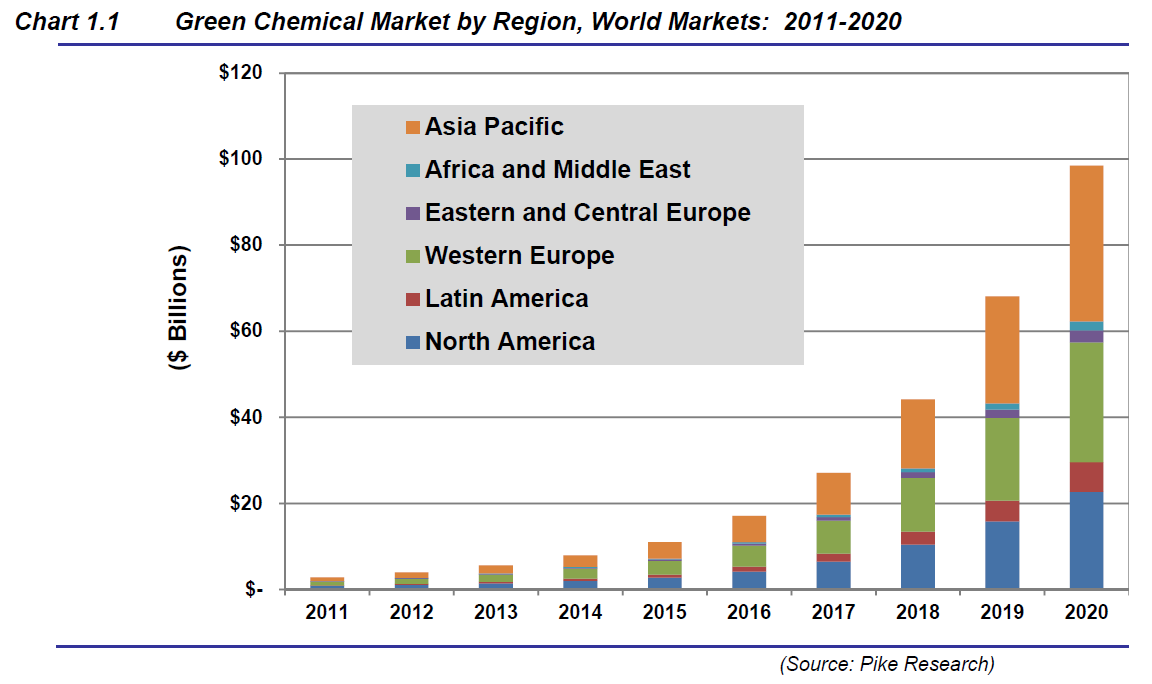 Chart 1.1 Green Chemical Market by Region, World Markets: 2011-2020
$120
$100
$80
$60
$40
$20
$-
($ Billions)
Asia Pacific
Africa and Middle East
Eastern and Central Europe
Western Europe
Latin America
North America
2011 2012 2013 2014 2015 2016 2017 2018 2019 2020
(Source: Pike Research)